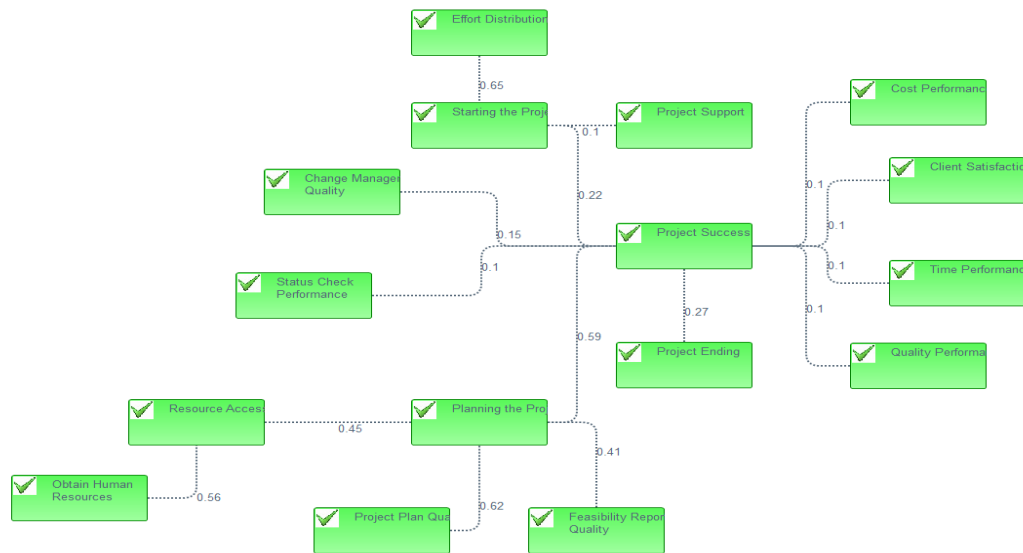 Effort Distribution
0.65
Cost Performanc
Starting the Proje
Project Support
0.1
Client Satisfactio
Change Manager
Quality
0.1
0.22
0.15
Project Success
0.1
0.1
Status Check
Performance
0.1
Time Performanc
0.27
0.1
0.59
Project Ending
Quality Performa
Resource Acces
Planning the Proj
0.45
0.41
Obtain Human
Resources
0.56
0.62
Project Plan Qua
Feasibility Repor
Quality